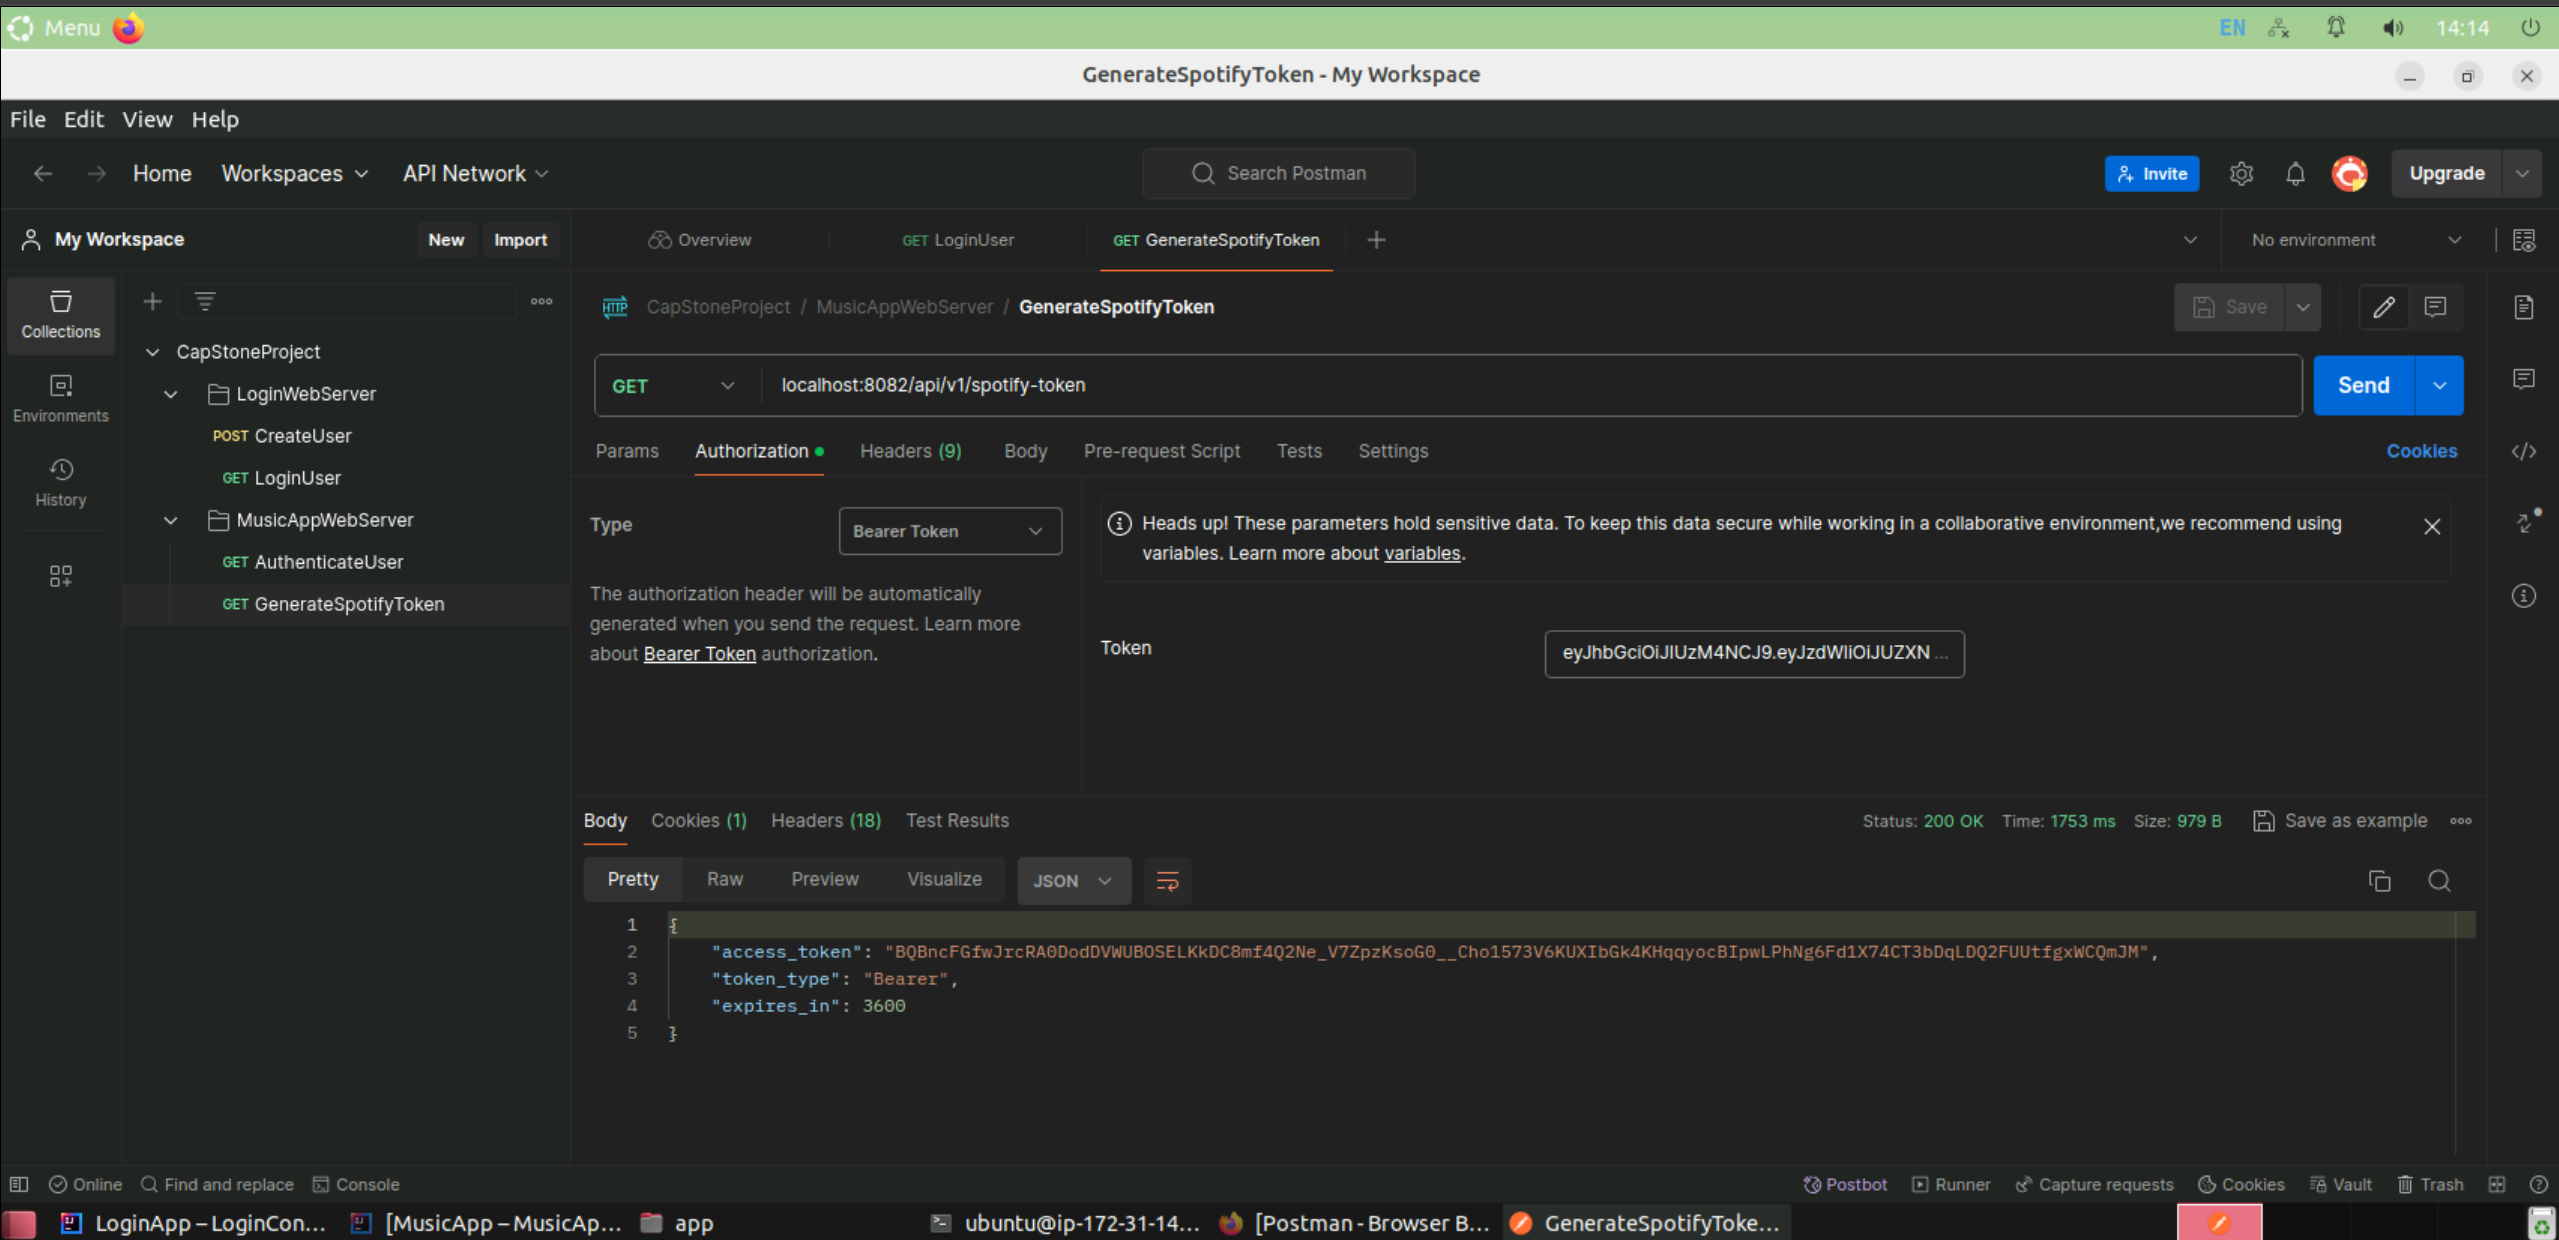 Menu
EN
14:14
GenerateSpotifyToken - My Workspace
File Edit View Help
Home Workspaces API Network
Search Postman
Invite
Upgrade
My Workspace
New Import
Overview
GET LoginUser
GET GenerateSpotifyToken
No environment
Collections
Environments
History
CapStoneProject
LoginWebServer
POST CreateUser
GET LoginUser
MusicAppWebServer
GET AuthenticateUser
GET GenerateSpotifyToken
HTTP CapStoneProject / MusicAppWebServer / GenerateSpotifyToken
Save
GET localhost:8082/api/v1/spotify-token
Send
Params Authorization Headers (9) Body Pre-request Script Tests Settings
Cookies
Type
Bearer Token
The authorization header will be automatically
generated when you send the request. Learn more
about Bearer Token authorization.
Heads up! These parameters hold sensitive data. To keep this data secure while working in a collaborative environment,we recommend using
variables. Learn more about variables.
Token
eyJhbGciOiJIUzM4NCJ9.eyJzdWIiOiJUZXN ...
Body Cookies (1) Headers (18) Test Results
Status: 200 OK Time: 1753 ms Size: 979 B Save as example
Pretty Raw Preview Visualize JSON
1 {
2 "access_token": "BQBncFGfwJrcRA0DodDVWUBOSELKkDC8mf4Q2Ne_V7ZpzKsoG0__Cho1573V6KUXIbGk4KHqqyocBIpwLPhNg6Fd1X74CT3bDqLDQ2FUUtfgxWCQmJM",
3 "token_type": "Bearer",
4 "expires_in": 3600
5 }
Online Find and replace Console
Postbot Runner Capture requests Cookies Vault Trash
LoginApp – LoginCon... [MusicApp – MusicAp... app ubuntu@ip-172-31-14... [Postman - Browser B... GenerateSpotifyToke...